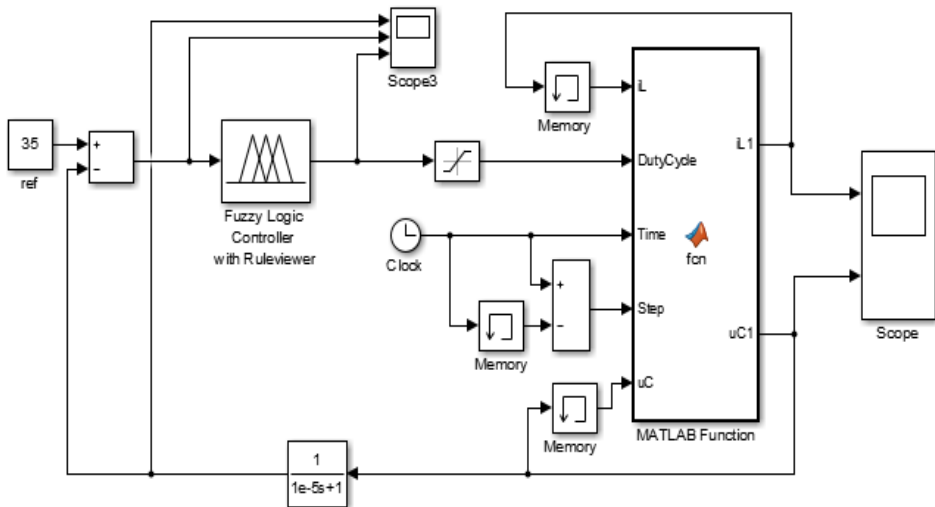 Scope3
35
+
−
ref
Fuzzy Logic
Controller
with Ruleviewer
Clock
Memory
iL
DutyCycle
Time
Step
uC
fcn
iL1
uC1
MATLAB Function
+
−
Memory
Memory
Scope
1
1e-5s+1